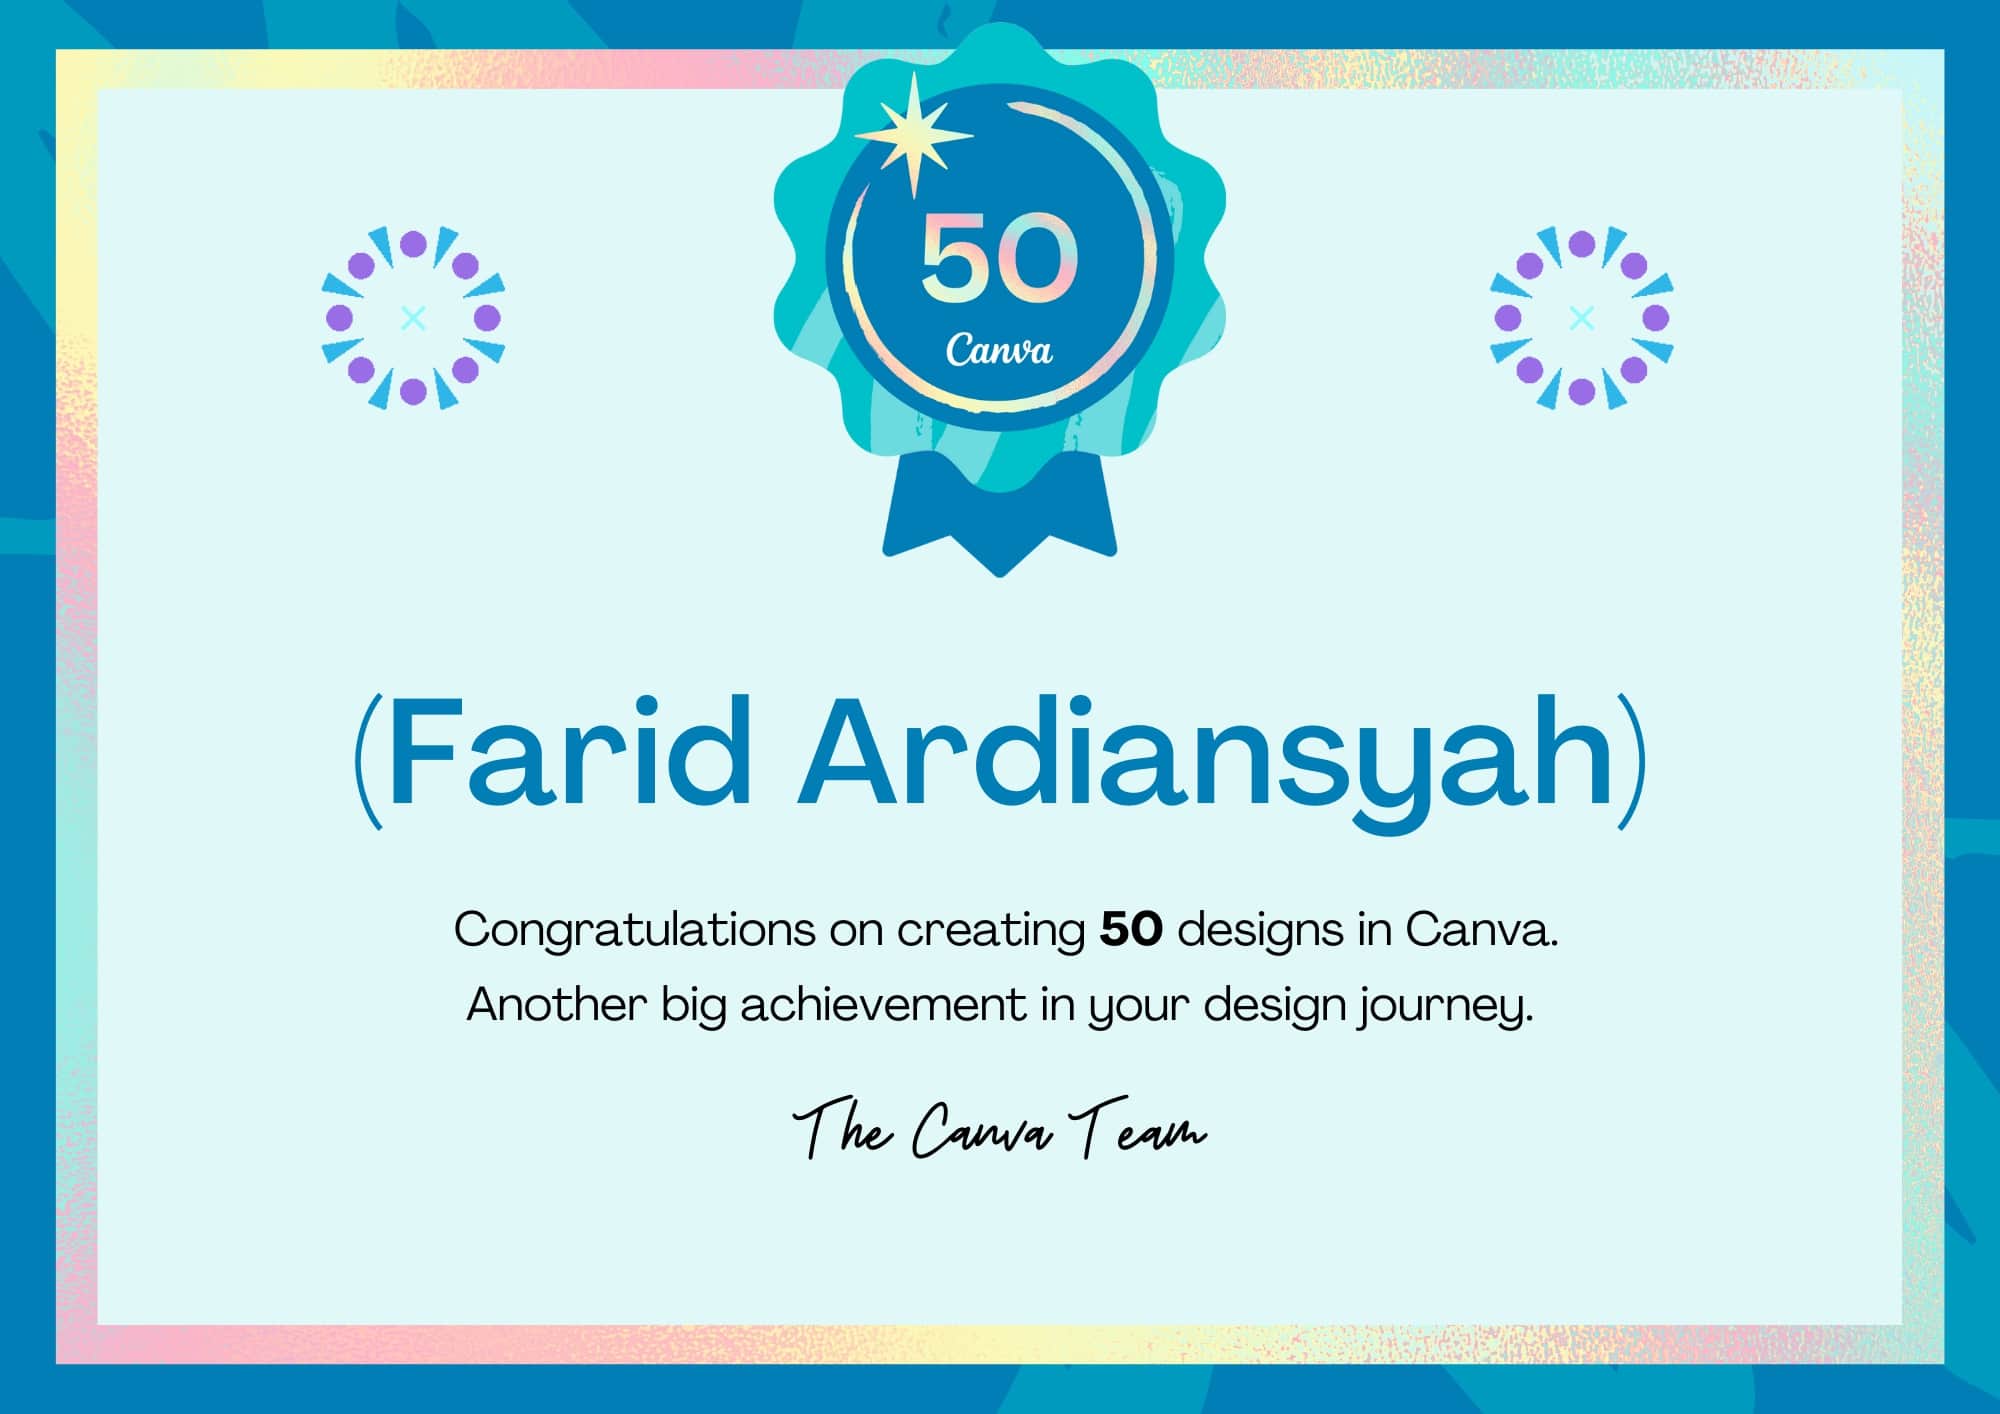 50
Canva
(Farid Ardiansyah)
Congratulations on creating 50 designs in Canva.
Another big achievement in your design journey.
The Canva Team